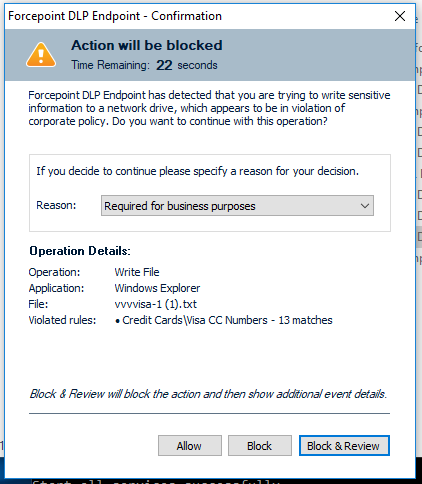 Forcepoint DLP Endpoint - Confirmation
Action will be blocked
Time Remaining: 22 seconds
Forcepoint DLP Endpoint has detected that you are trying to write sensitive
information to a network drive, which appears to be in violation of
corporate policy. Do you want to continue with this operation?
If you decide to continue please specify a reason for your decision.
Reason: Required for business purposes
Operation Details:
Operation: Write File
Application: Windows Explorer
File: vvvvisa-1 (1).txt
Violated rules: • Credit Cards\Visa CC Numbers - 13 matches
Block & Review will block the action and then show additional event details.
Allow Block Block & Review